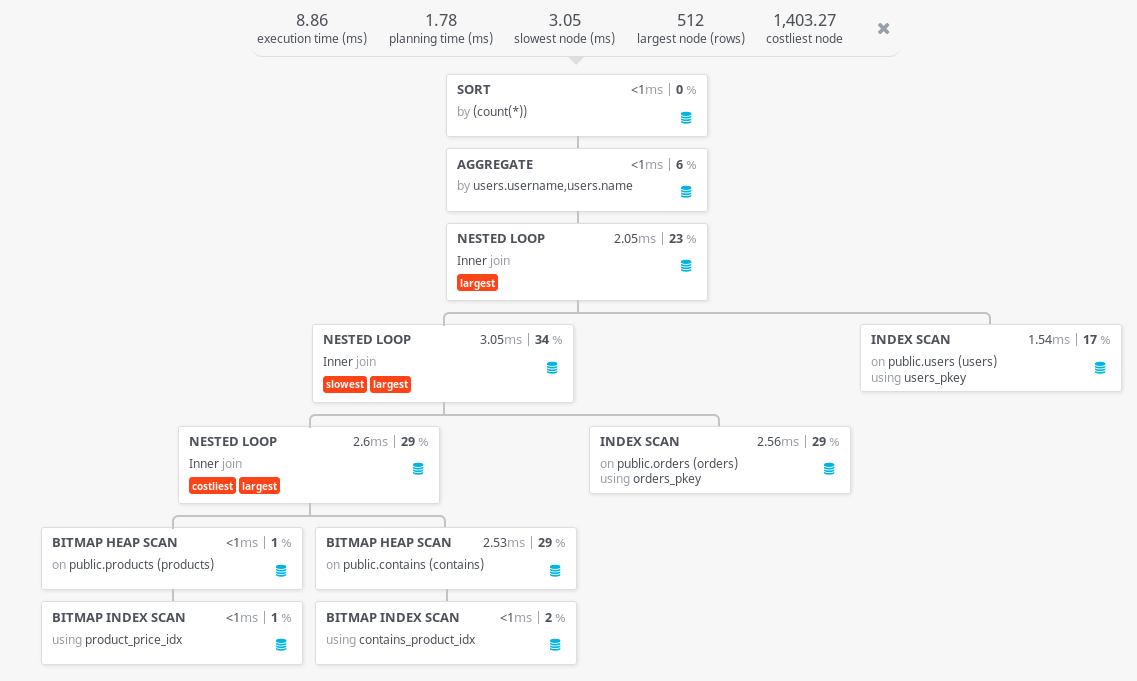 8.86 1.78 3.05 512 1,403.27
execution time (ms) planning time (ms) slowest node (ms) largest node (rows) costliest node
SORT <1ms | 0 %
by (count(*))
AGGREGATE <1ms | 6 %
by users.username,users.name
NESTED LOOP 2.05ms | 23 %
Inner join
largest
NESTED LOOP 3.05ms | 34 %
Inner join
slowest largest
INDEX SCAN 1.54ms | 17 %
on public.users (users)
using users_pkey
NESTED LOOP 2.6ms | 29 %
Inner join
costliest largest
INDEX SCAN 2.56ms | 29 %
on public.orders (orders)
using orders_pkey
BITMAP HEAP SCAN <1ms | 1 %
on public.products (products)
BITMAP HEAP SCAN 2.53ms | 29 %
on public.contains (contains)
BITMAP INDEX SCAN <1ms | 1 %
using product_price_idx
BITMAP INDEX SCAN <1ms | 2 %
using contains_product_idx